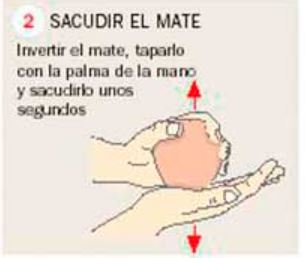 2 SACUDIR EL MATE
Invertir el mate, taparlo
con la palma de la mano
y sacudirlo unos
segundos